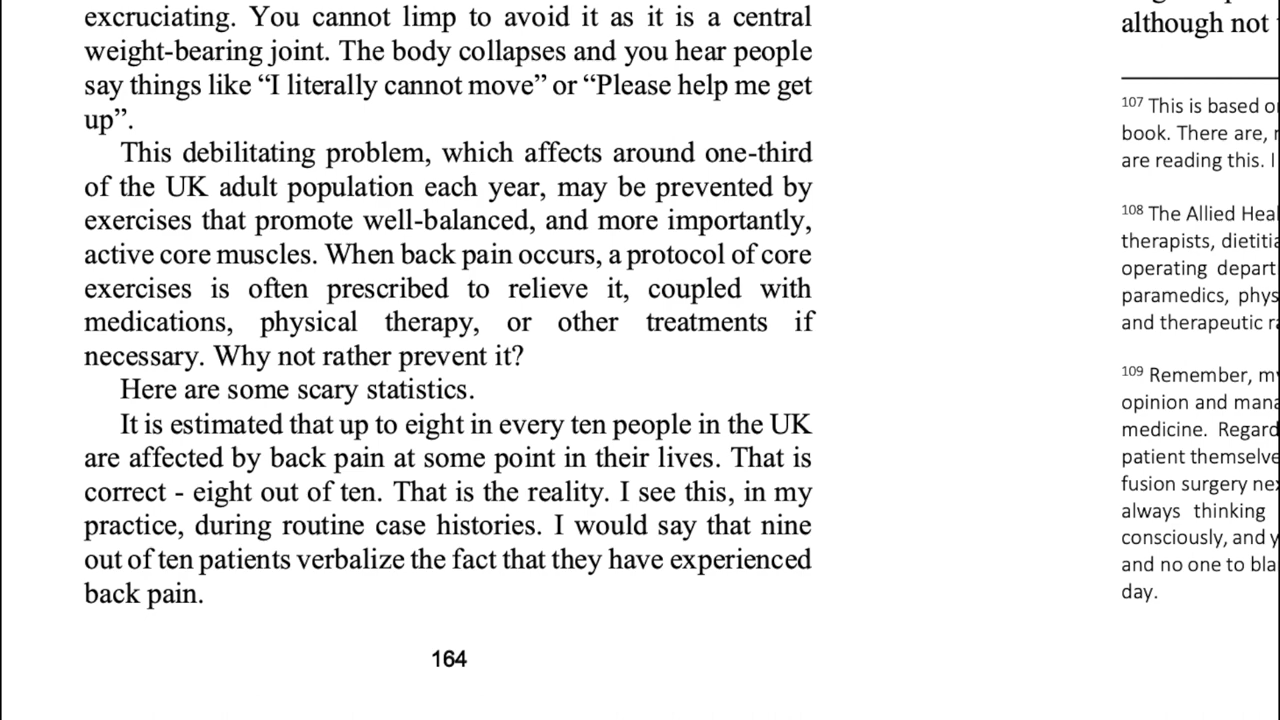 excruciating. You cannot limp to avoid it as it is a central
weight-bearing joint. The body collapses and you hear people
say things like “I literally cannot move” or “Please help me get
up”.
This debilitating problem, which affects around one-third
of the UK adult population each year, may be prevented by
exercises that promote well-balanced, and more importantly,
active core muscles. When back pain occurs, a protocol of core
exercises is often prescribed to relieve it, coupled with
medications, physical therapy, or other treatments if
necessary. Why not rather prevent it?
Here are some scary statistics.
It is estimated that up to eight in every ten people in the UK
are affected by back pain at some point in their lives. That is
correct - eight out of ten. That is the reality. I see this, in my
practice, during routine case histories. I would say that nine
out of ten patients verbalize the fact that they have experienced
back pain.
164
although not
107 This is based
book. There are,
are reading this. I
108 The Allied
therapists,
operating depart
paramedics, phys
and therapeutic
109 Remember,
opinion and mana
medicine. Regard
patient themselve
fusion surgery
always thinking
consciously, and y
and no one to bla
day.